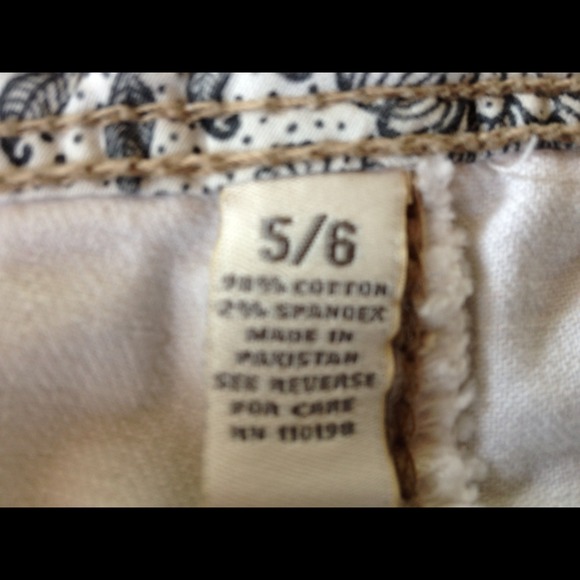 5/6
98% COTTON
2% SPANDEX
MADE IN
PAKISTAN
SEE REVERSE
FOR CARE
RN 110198